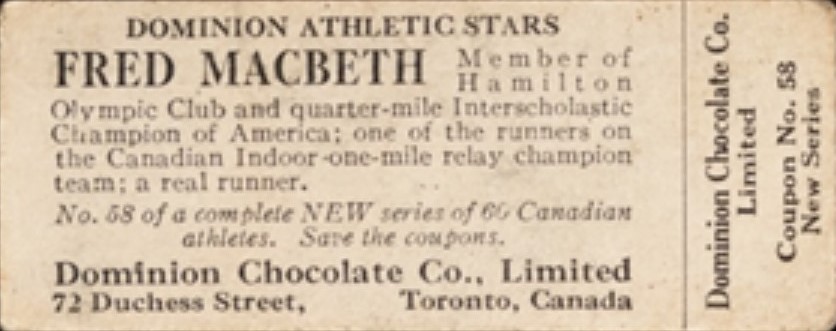 DOMINION ATHLETIC STARS
FRED MACBETH Member of
Hamilton
Olympic Club and quarter-mile Interscholastic
Champion of America; one of the runners on
the Canadian Indoor one-mile relay champion
team; a real runner.
No. 58 of a complete NEW series of 60 Canadian
athletes. Save the coupons.
Dominion Chocolate Co., Limited
72 Duchess Street, Toronto, Canada
Dominion Chocolate Co.
Limited
Coupon No. 58
New Series